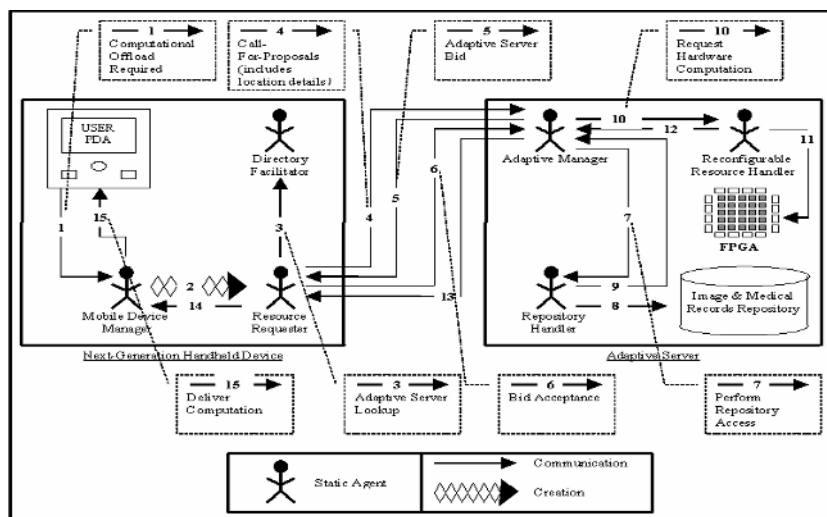 1
Computational
Offload
Required
4
Call-
For-Proposals
(includes
location details)
5
Adaptive Server
Bid
10
Request
Hardware
Computation
USER
PDA
Directory
Facilitator
10
12
11
Adaptive Manager
Reconfigurable
Resource Handler
1
15
3
4
5
6
7
FPGA
2
14
13
9
8
Mobile Device
Manager
Resource
Requester
Repository
Handler
Image & Medical
Records Repository
Next-Generation Handheld Device
Adaptive Server
15
Deliver
Computation
3
Adaptive Server
Lookup
6
Bid Acceptance
7
Perform
Repository
Access
Static Agent
Communication
Creation